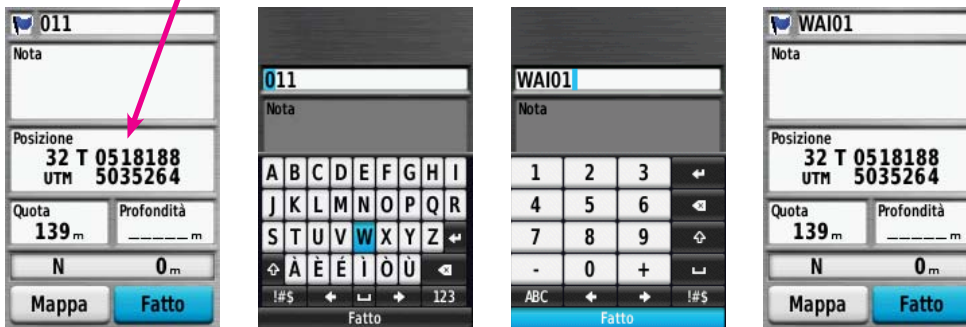 011
Nota
Posizione
32 T 0518188
UTM 5035264
Quota
139 m
Profondità
_____ m
N 0 m
Mappa
Fatto
011
Nota
A B C D E F G H I
J K L M N O P Q R
S T U V W X Y Z
À È É Ì Ò Ù
!#$ 123
Fatto
WAI01
Nota
1 2 3
4 5 6
7 8 9
- 0 +
ABC !#$
Fatto
WAI01
Nota
Posizione
32 T 0518188
UTM 5035264
Quota
139 m
Profondità
_____ m
N 0 m
Mappa
Fatto